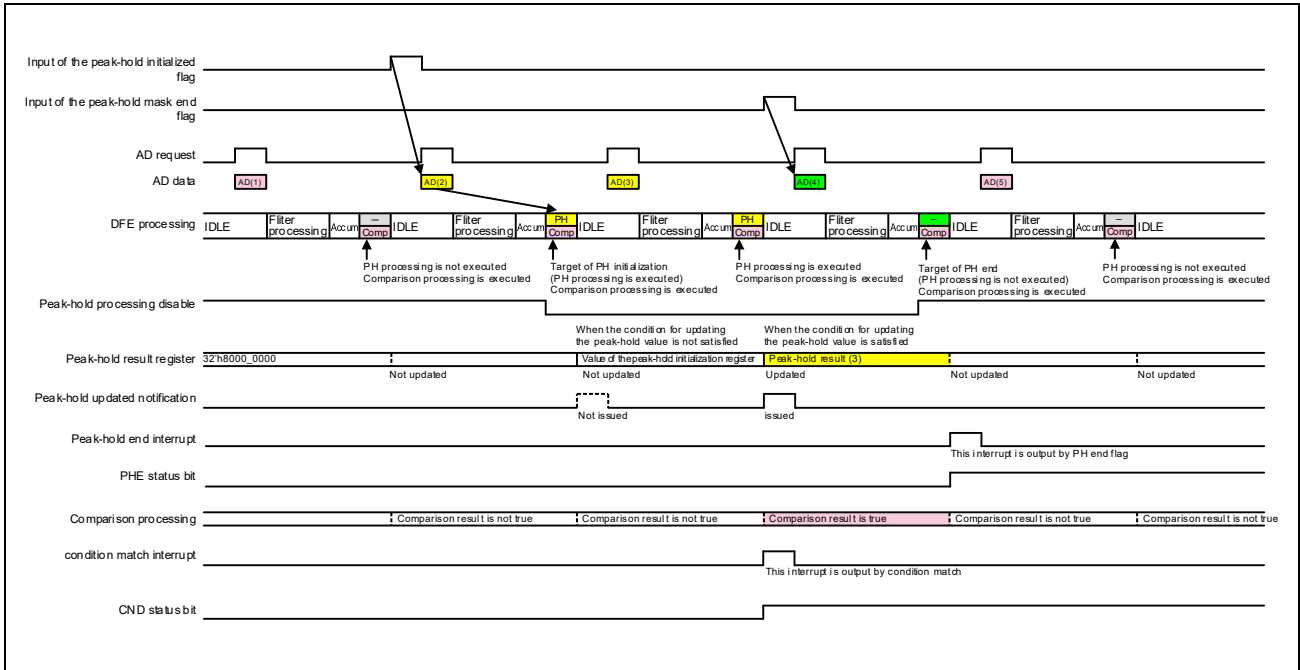 Input of the peak-hold initialized
flag
Input of the peak-hold mask end
flag
AD request
AD data
AD(1)
AD(2)
AD(3)
AD(4)
AD(5)
DFE processing
IDLE
Fliter
processing
Accum
–
Comp
IDLE
Fliter
processing
Accum
PH
Comp
IDLE
Fliter
processing
Accum
PH
Comp
IDLE
Fliter
processing
Accum
–
Comp
IDLE
Fliter
processing
Accum
–
Comp
IDLE
PH processing is not executed
Comparison processing is executed
Target of PH initialization
(PH processing is executed)
Comparison processing is executed
PH processing is executed
Comparison processing is executed
Target of PH end
(PH processing is not executed)
Comparison processing is executed
PH processing is not executed
Comparison processing is executed
Peak-hold processing disable
When the condition for updating
the peak-hold value is not satisfied
When the condition for updating
the peak-hold value is satisfied
Peak-hold result register
32'h8000_0000
Value of the peak-hold initialization register
Peak-hold result (3)
Not updated
Not updated
Updated
Not updated
Not updated
Peak-hold updated notification
Not issued
issued
Peak-hold end interrupt
This interrupt is output by PH end flag
PHE status bit
Comparison processing
Comparison result is not true
Comparison result is not true
Comparison result is true
Comparison result is not true
Comparison result is not true
condition match interrupt
This interrupt is output by condition match
CND status bit